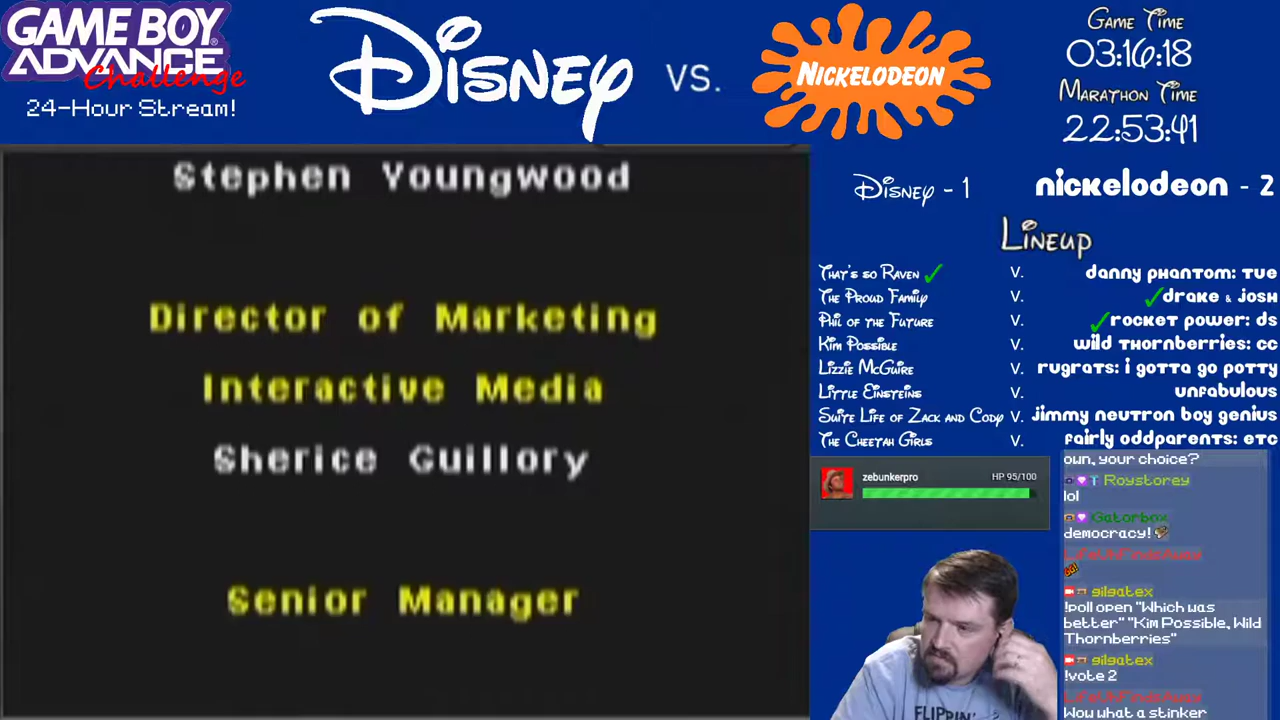 GAME BOY
ADVANCE
Challenge
24-Hour Stream!
Disney
VS.
NICKELODEON
Game Time
03:16:18
Marathon Time
22:53:41
Stephen Youngwood
Director of Marketing
Interactive Media
Sherice Guillory
Senior Manager
Disney - 1
nickelodeon - 2
Lineup
That's so Raven ✓ V. Danny Phantom: TUE
The Proud Family V. ✓ Drake & Josh
Phil of the Future V. ✓ Rocket Power: DS
Kim Possible V. Wild Thornberries: CC
Lizzie McGuire V. Rugrats: I Gotta Go Potty
Little Einsteins V. Unfabulous
Suite Life of Zack and Cody V. Jimmy Neutron Boy Genius
The Cheetah Girls V. Fairly Oddparents: ETC
zebunkerpro HP 95/100
own, your choice?
Roystorey
lol
Gatorbox
democracy!
LifeUhFindsAway
gilgatex
!poll open "Which was
better" "Kim Possible, Wild
Thornberries"
gilgatex
!vote 2
LifeUhFindsAway
Wow what a stinker
FLIPPIN'